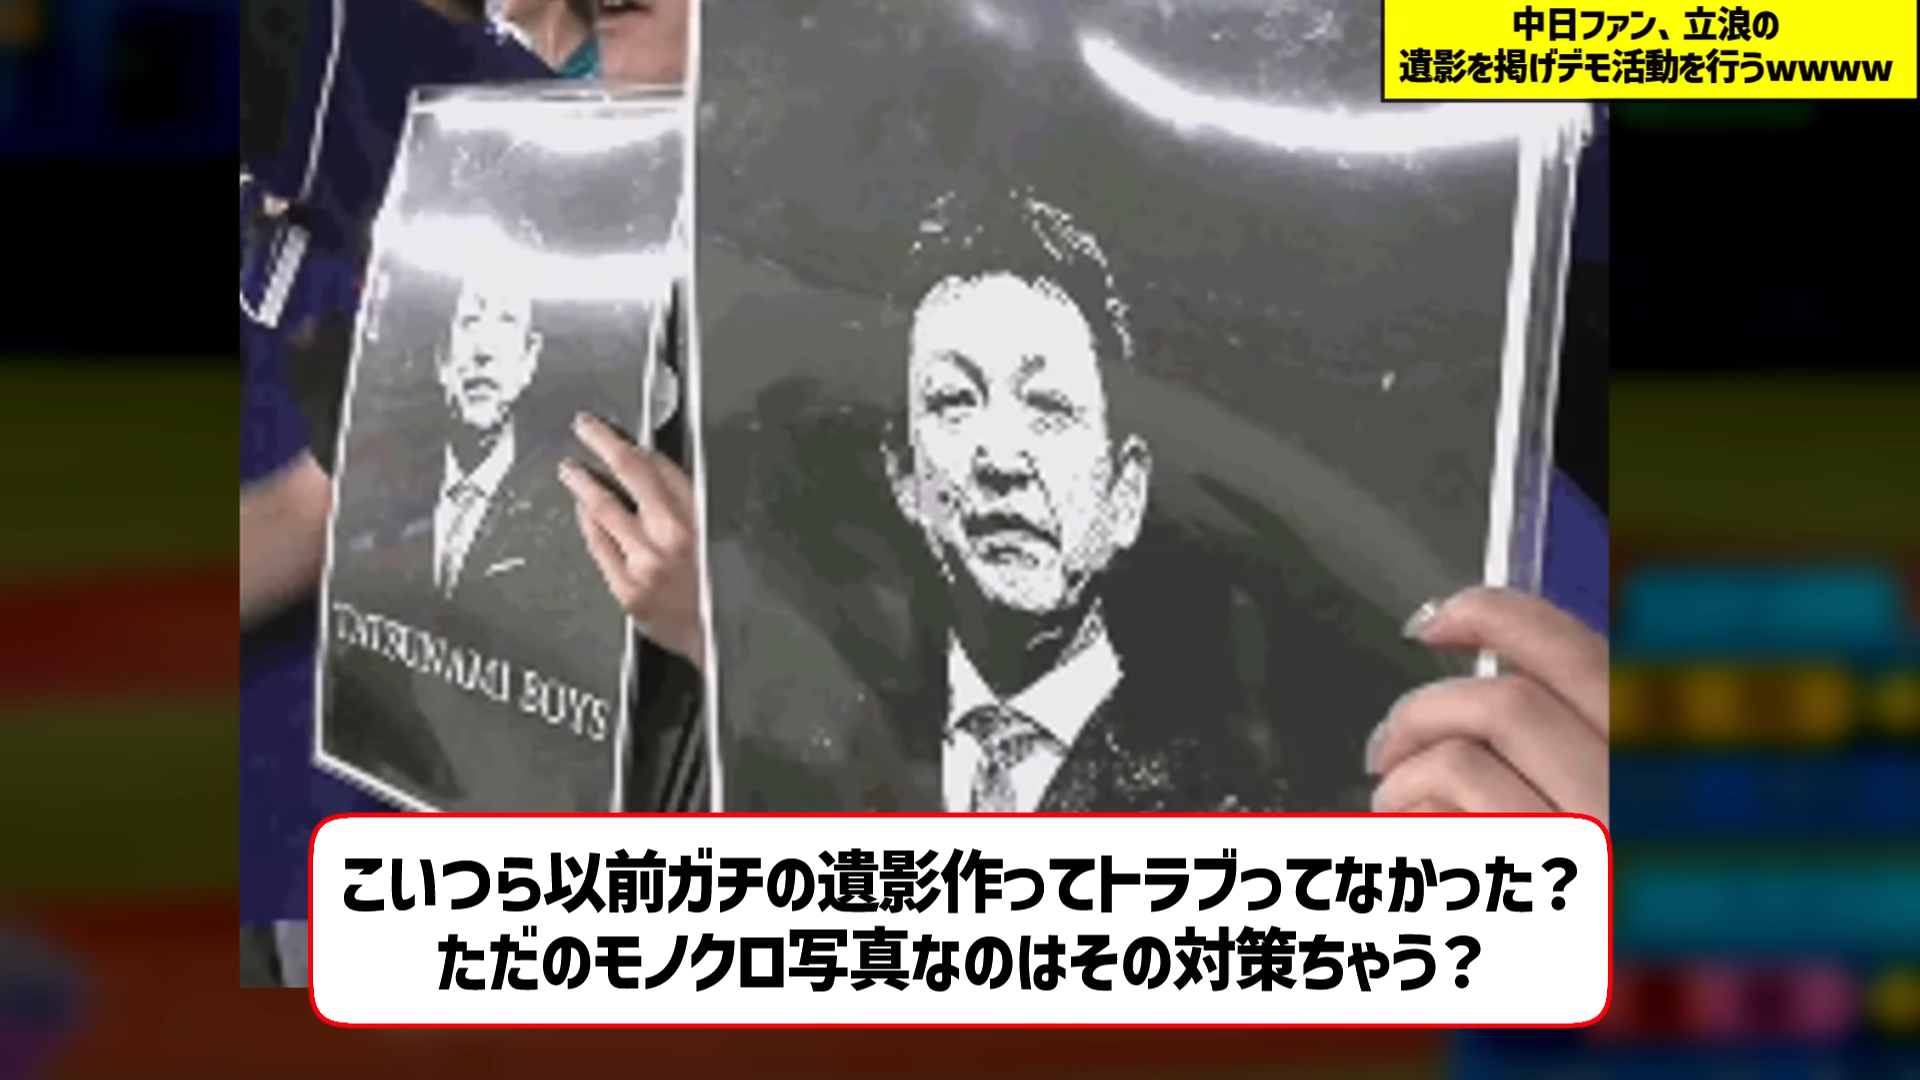 中日ファン、立浪の
遺影を掲げデモ活動を行うwwww
TATSUNAMI BOYS
こいつら以前ガチの遺影作ってトラブってなかった？
ただのモノクロ写真なのはその対策ちゃう？